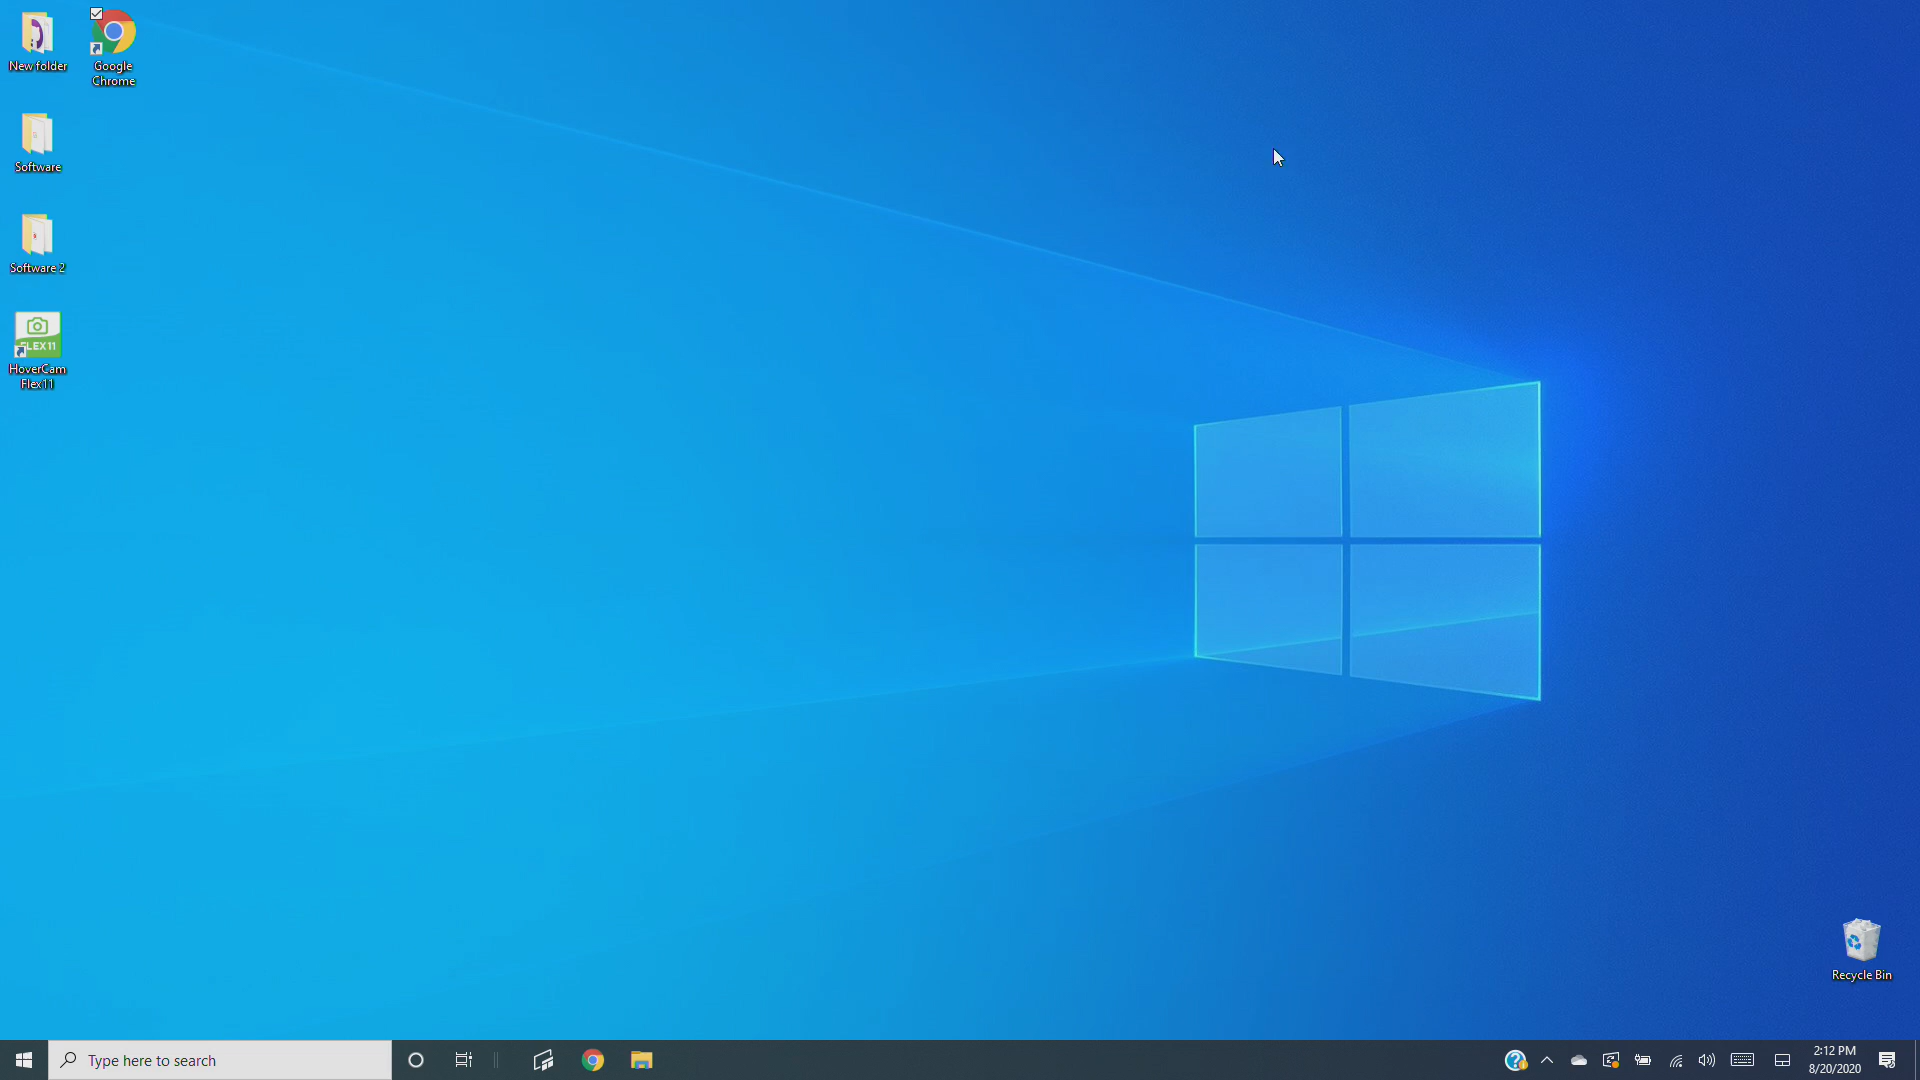 New folder
Google
Chrome
Software
Software 2
FLEX11
HoverCam
Flex11
Recycle Bin
Type here to search
2:12 PM
8/20/2020